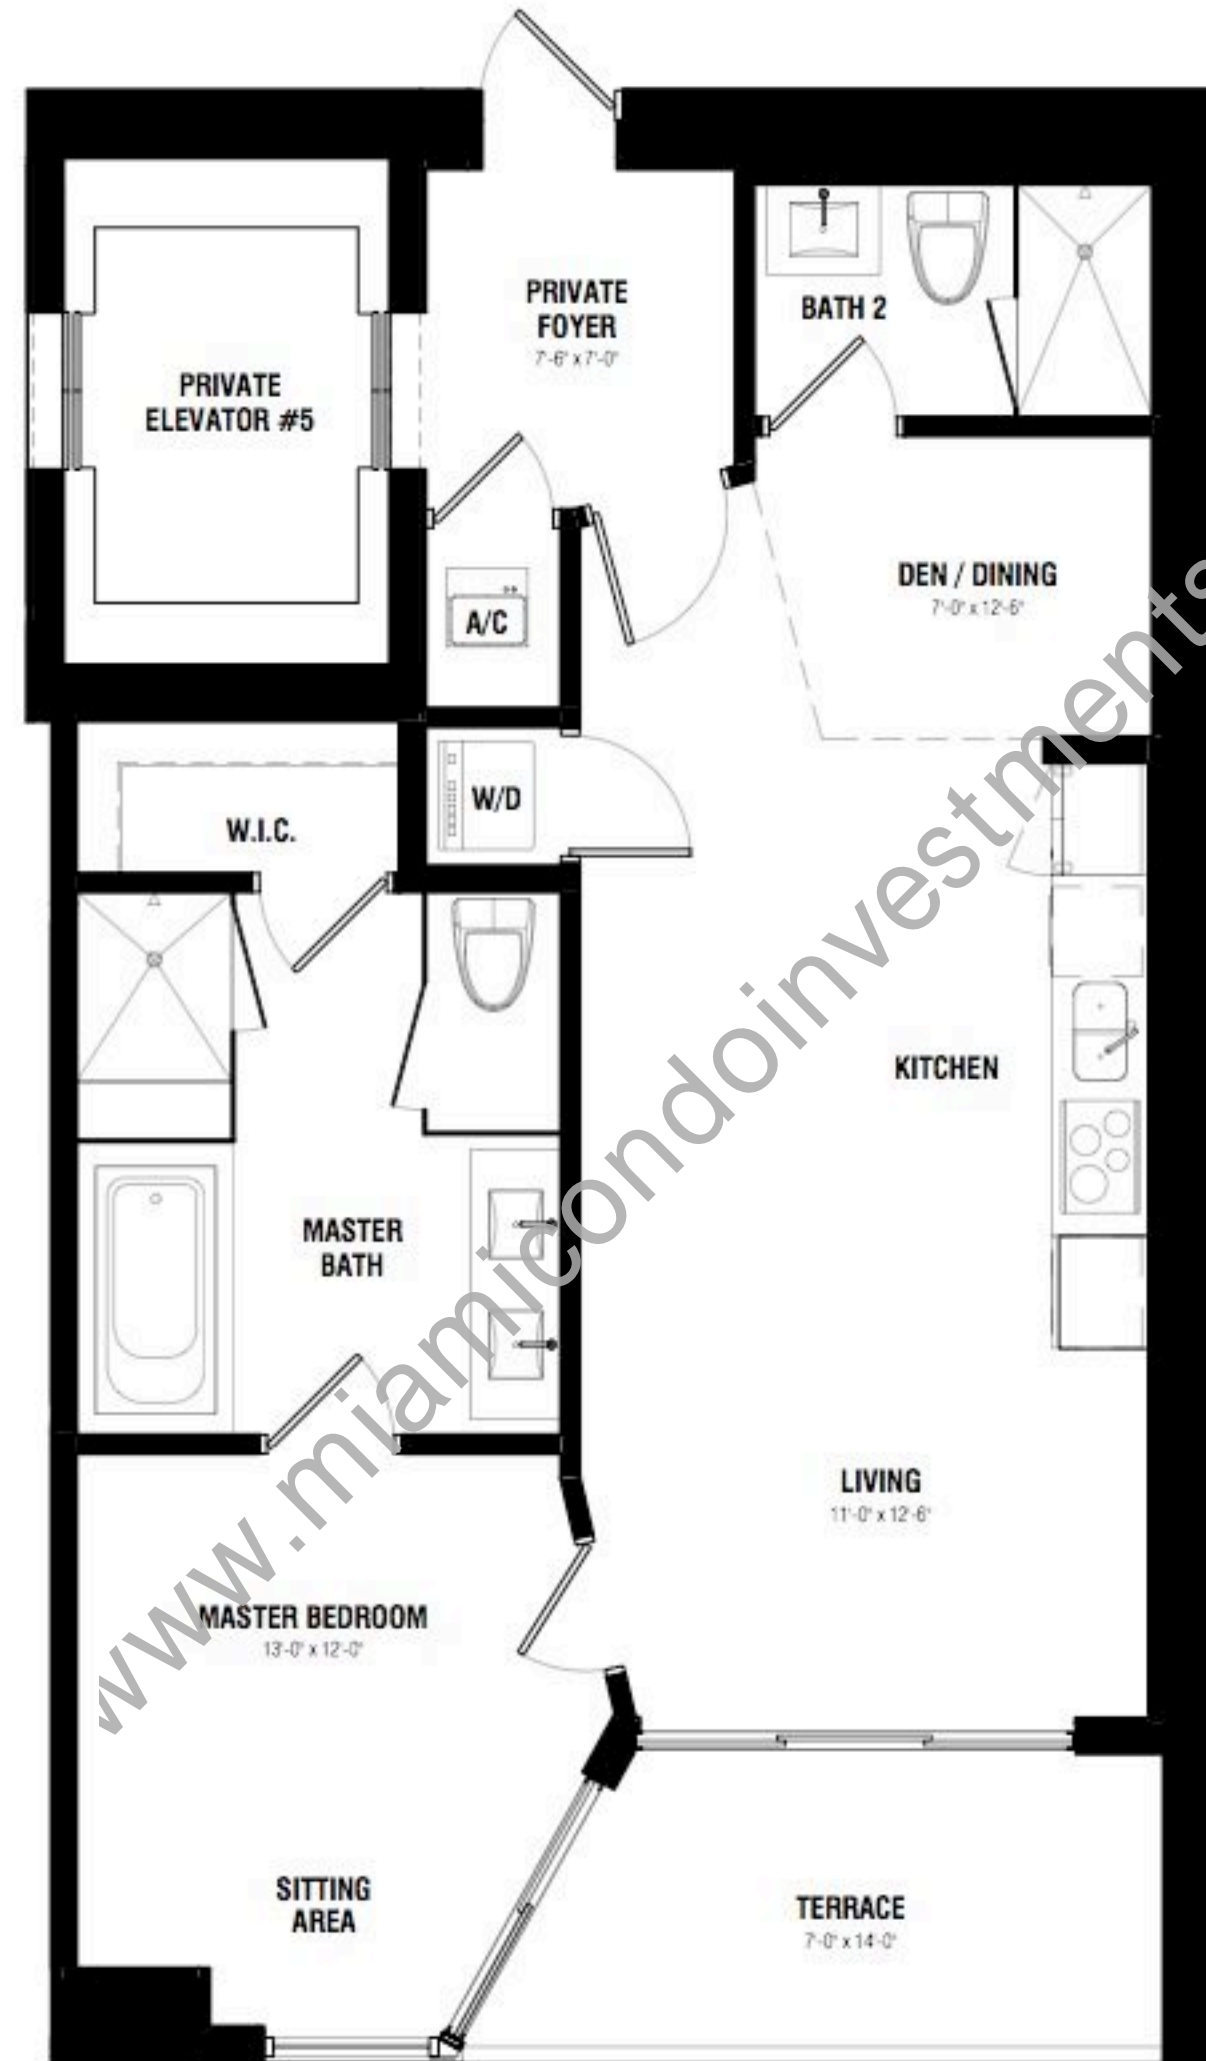 PRIVATE
FOYER
7'-6" x 7'-0"
BATH 2
PRIVATE
ELEVATOR #5
DEN / DINING
7'-0" x 12'-6"
A/C
W/D
W.I.C.
KITCHEN
MASTER
BATH
LIVING
11'-0" x 12'-6"
MASTER BEDROOM
13'-0" x 12'-0"
SITTING
AREA
TERRACE
7'-0" x 14'-0"
www.miamicondoinvestments